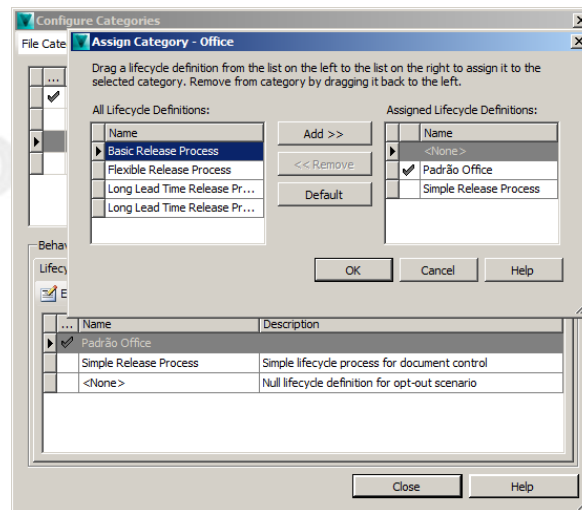 Configure Categories
File Cate
Assign Category - Office
Drag a lifecycle definition from the list on the left to the list on the right to assign it to the
selected category. Remove from category by dragging it back to the left.
All Lifecycle Definitions:
Name
Basic Release Process
Flexible Release Process
Long Lead Time Release Pr...
Long Lead Time Release Pr...
Add >>
<< Remove
Default
Assigned Lifecycle Definitions:
Name
<None>
Padrão Office
Simple Release Process
OK Cancel Help
...
Behav
Lifecy
E
... Name Description
Padrão Office
Simple Release Process Simple lifecycle process for document control
<None> Null lifecycle definition for opt-out scenario
Close Help